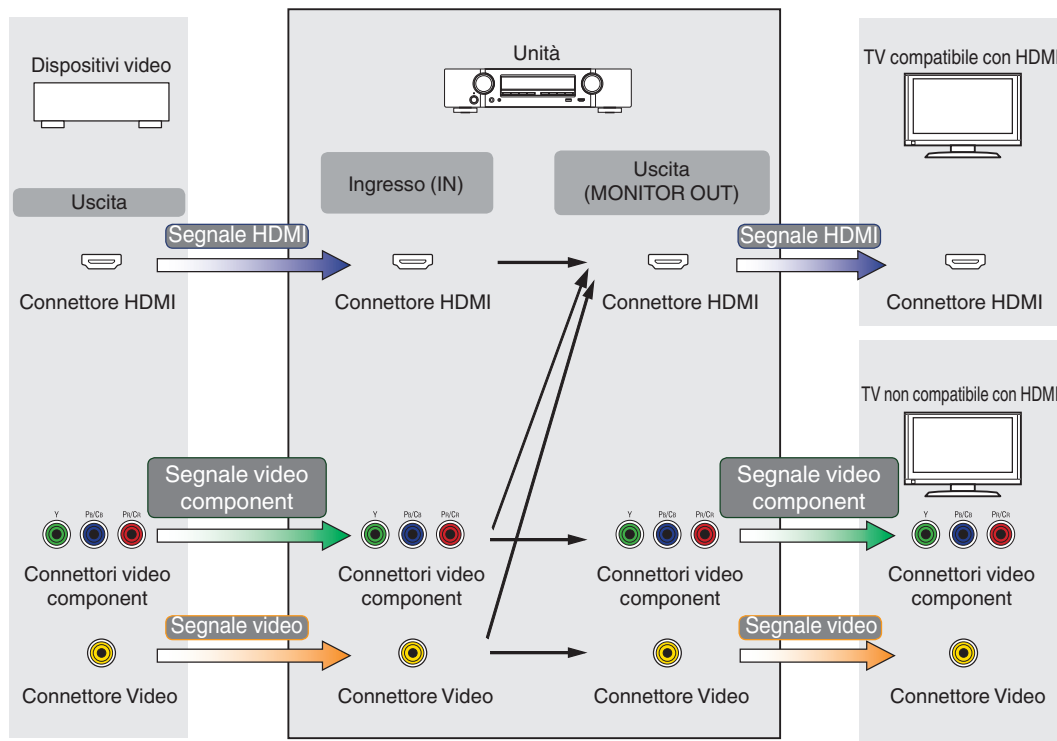 Dispositivi video
Unità
TV compatibile con HDMI
Uscita
Ingresso (IN)
Uscita
(MONITOR OUT)
Segnale HDMI
Segnale HDMI
Connettore HDMI
Connettore HDMI
Connettore HDMI
Connettore HDMI
TV non compatibile con HDMI
Segnale video
component
Segnale video
component
Y PB/CB PR/CR
Y PB/CB PR/CR
Y PB/CB PR/CR
Y PB/CB PR/CR
Connettori video
component
Connettori video
component
Connettori video
component
Connettori video
component
Segnale video
Segnale video
Connettore Video
Connettore Video
Connettore Video
Connettore Video